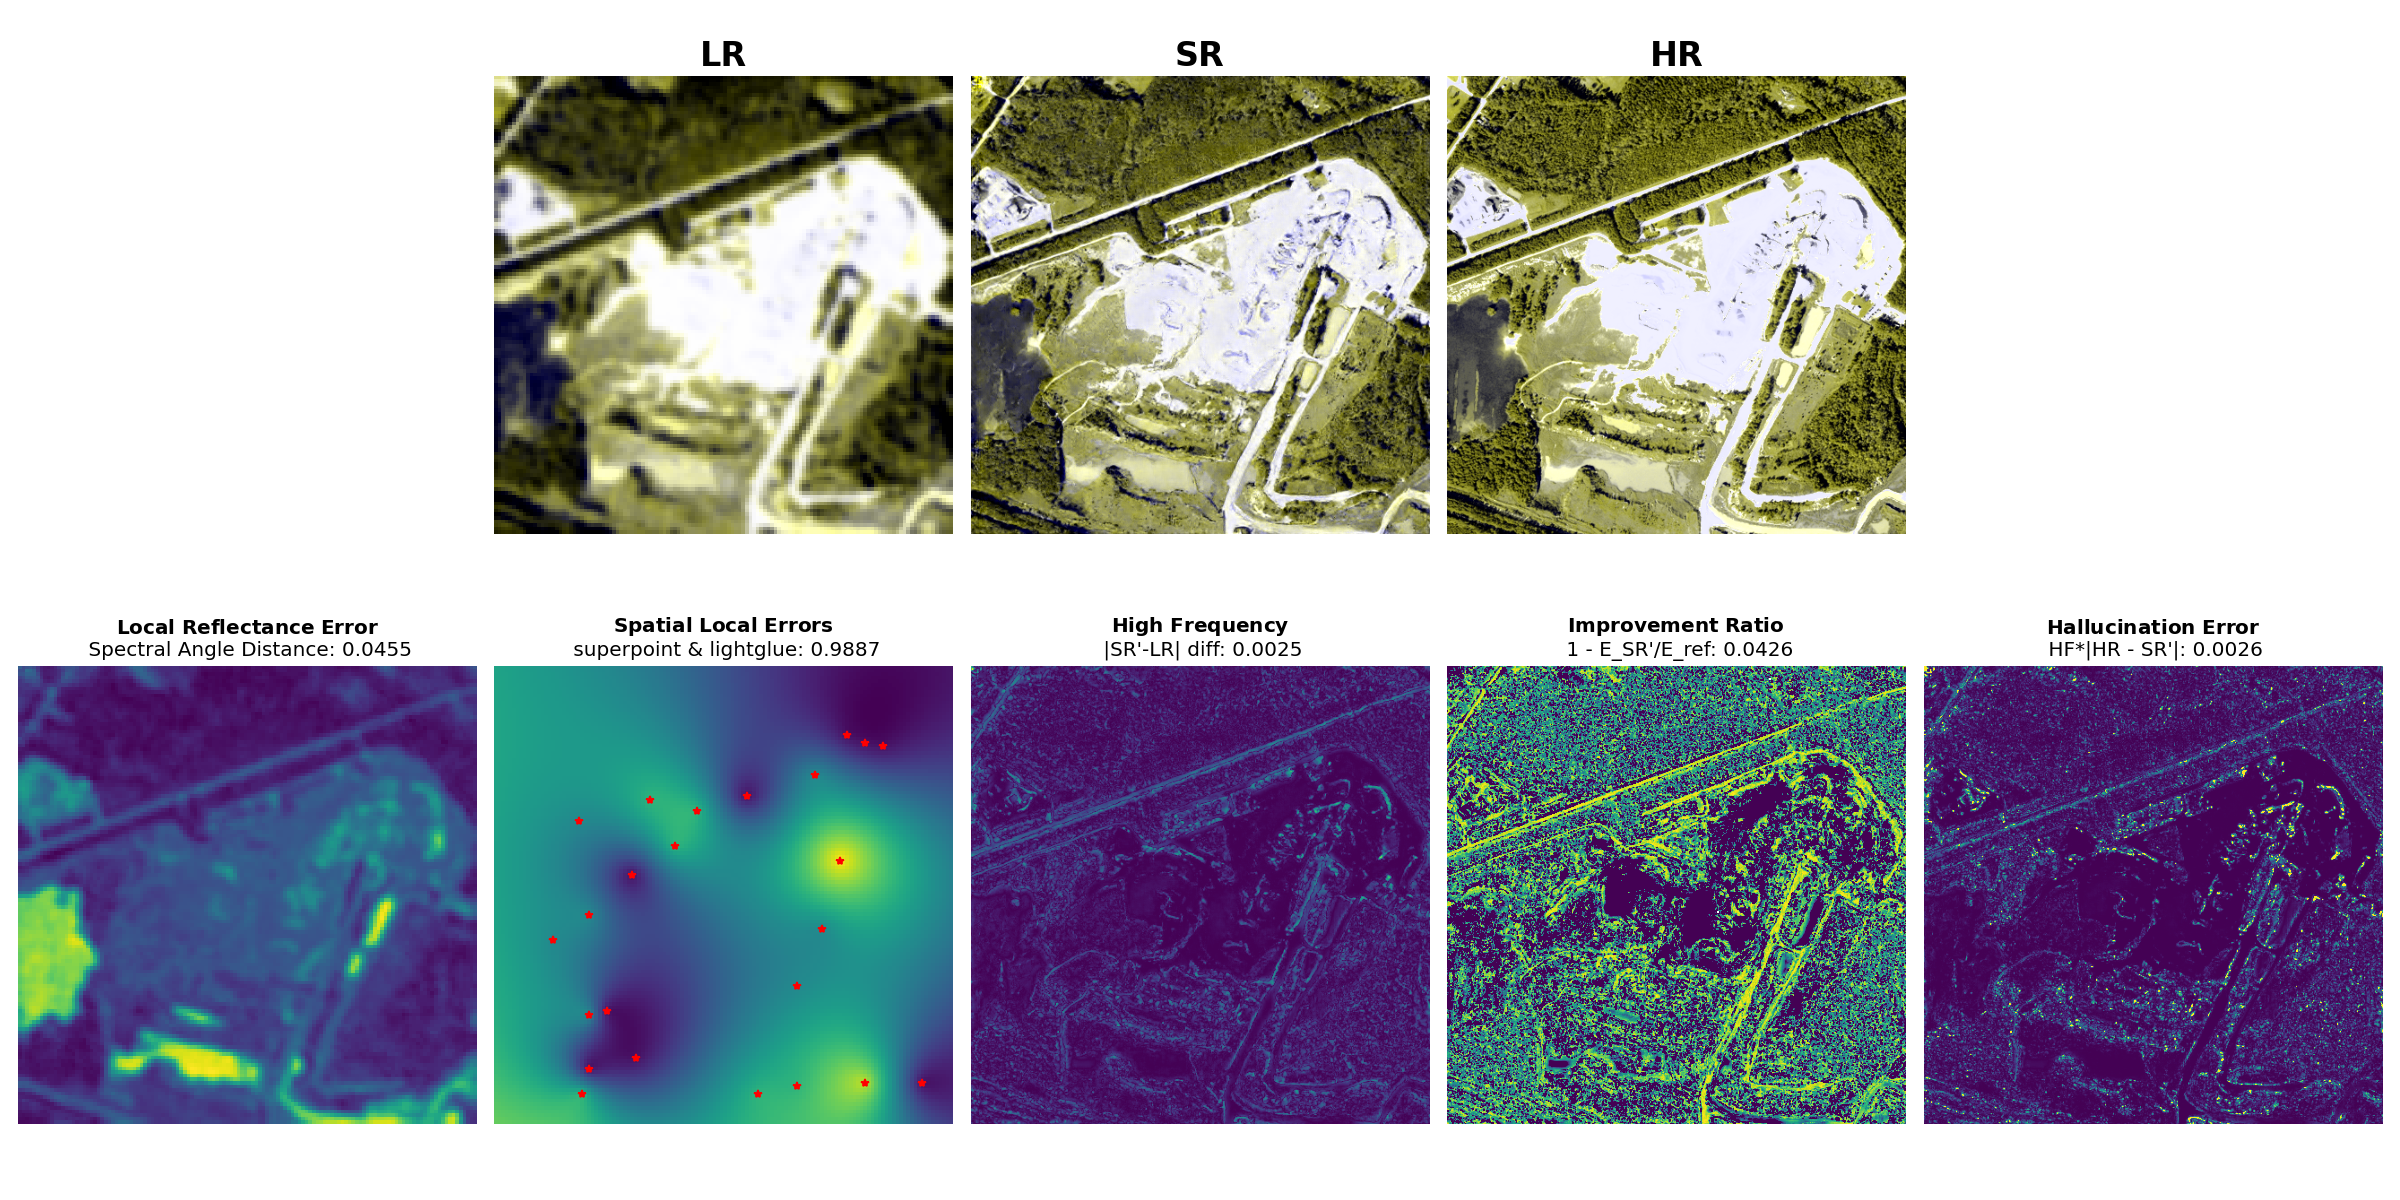 LR
SR
HR
Local Reflectance Error
Spectral Angle Distance: 0.0455
Spatial Local Errors
superpoint & lightglue: 0.9887
High Frequency
|SR'-LR| diff: 0.0025
Improvement Ratio
1 - E_SR'/E_ref: 0.0426
Hallucination Error
HF*|HR - SR'|: 0.0026